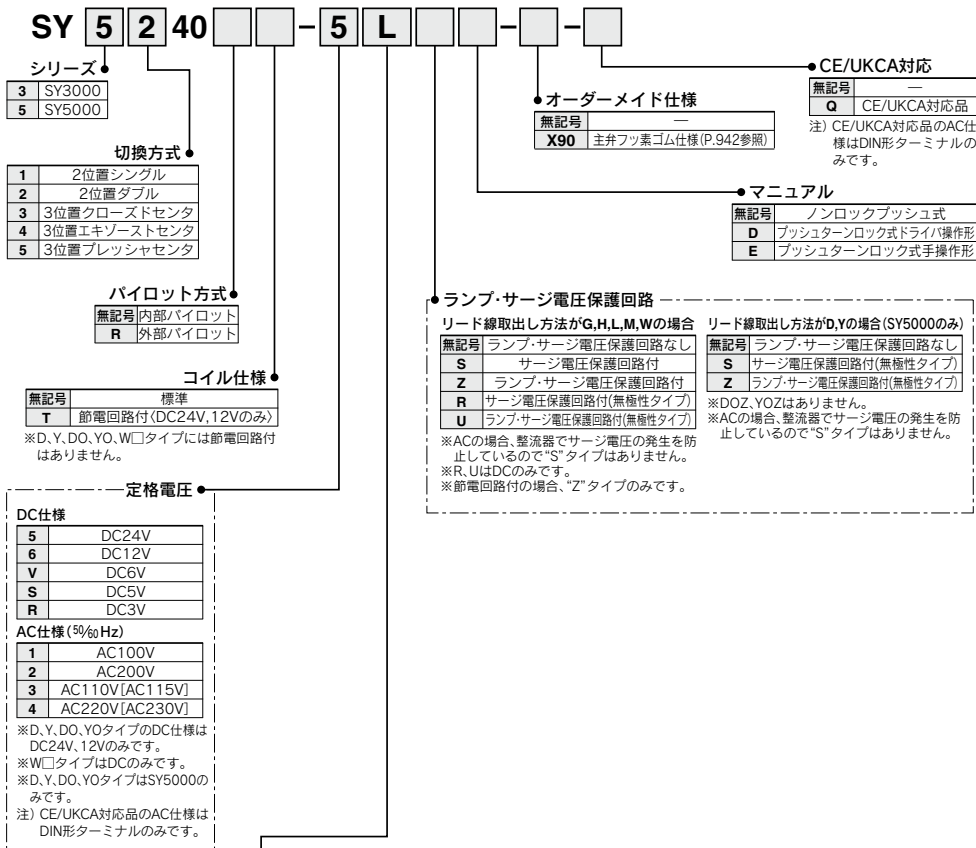 SY 5 2 40 - 5 L - -
シリーズ
3 SY3000
5 SY5000
切換方式
1 2位置シングル
2 2位置ダブル
3 3位置クローズドセンタ
4 3位置エキゾーストセンタ
5 3位置プレッシャセンタ
パイロット方式
無記号 内部パイロット
R 外部パイロット
コイル仕様
無記号 標準
T 節電回路付〈DC24V,12Vのみ〉
※D、Y、DO、YO、W□タイプには節電回路付
はありません。
定格電圧
DC仕様
5 DC24V
6 DC12V
V DC6V
S DC5V
R DC3V
AC仕様(50/60Hz)
1 AC100V
2 AC200V
3 AC110V[AC115V]
4 AC220V[AC230V]
※D、Y、DO、YOタイプのDC仕様は
DC24V、12Vのみです。
※W□タイプはDCのみです。
※D、Y、DO、YOタイプはSY5000の
みです。
注) CE/UKCA対応品のAC仕様は
DIN形ターミナルのみです。
CE/UKCA対応
無記号 —
Q CE/UKCA対応品
注) CE/UKCA対応品のAC仕
様はDIN形ターミナルの
みです。
オーダーメイド仕様
無記号 —
X90 主弁フッ素ゴム仕様(P.942参照)
マニュアル
無記号 ノンロックプッシュ式
D プッシュターンロック式ドライバ操作形
E プッシュターンロック式手操作形
ランプ・サージ電圧保護回路
リード線取出し方法がG,H,L,M,Wの場合
無記号 ランプ・サージ電圧保護回路なし
S サージ電圧保護回路付
Z ランプ・サージ電圧保護回路付
R サージ電圧保護回路付(無極性タイプ)
U ランプ・サージ電圧保護回路付(無極性タイプ)
※ACの場合、整流器でサージ電圧の発生を防
止しているので“S”タイプはありません。
※R、UはDCのみです。
※節電回路付の場合、“Z”タイプのみです。
リード線取出し方法がD,Yの場合(SY5000のみ)
無記号 ランプ・サージ電圧保護回路なし
S サージ電圧保護回路付(無極性タイプ)
Z ランプ・サージ電圧保護回路付(無極性タイプ)
※DOZ、YOZはありません。
※ACの場合、整流器でサージ電圧の発生を防
止しているので“S”タイプはありません。